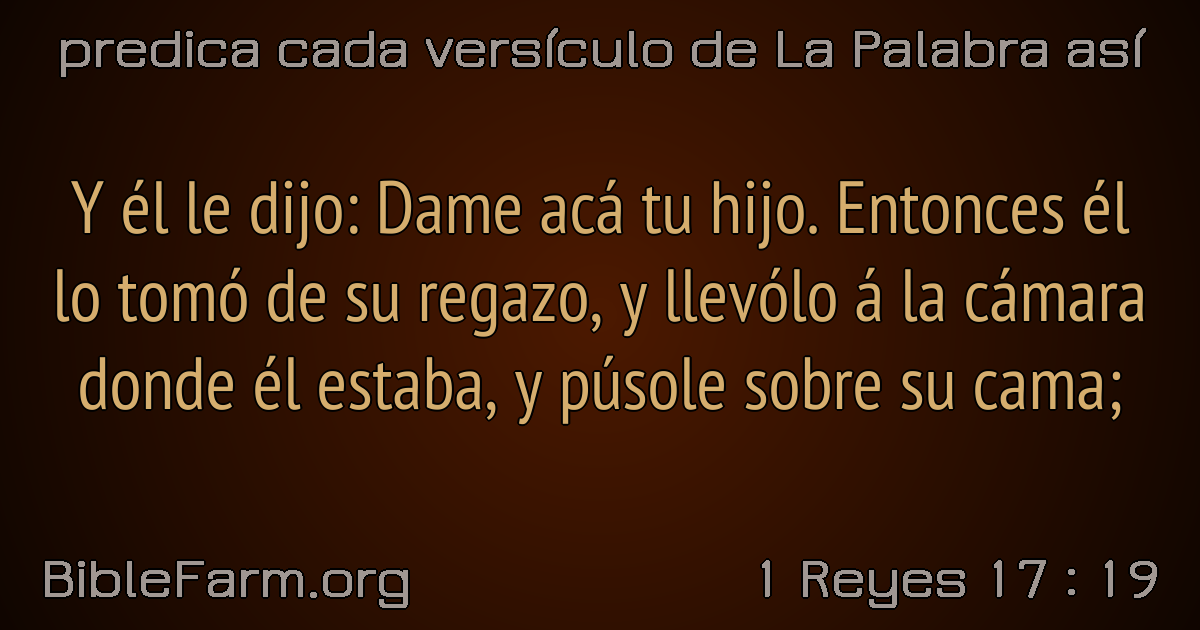 predica cada versículo de La Palabra así
Y él le dijo: Dame acá tu hijo. Entonces él
lo tomó de su regazo, y llevólo á la cámara
donde él estaba, y púsole sobre su cama;
BibleFarm.org
1 Reyes 17 : 19